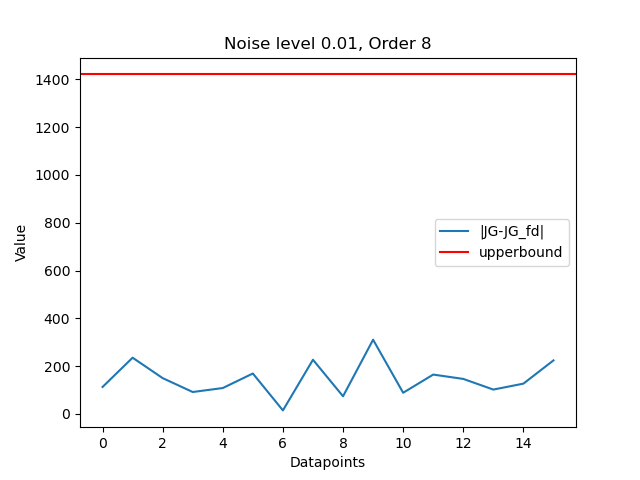 Noise level 0.01, Order 8
Value
1400
1200
1000
800
600
400
200
0
|JG-JG_fd|
upperbound
0 2 4 6 8 10 12 14
Datapoints